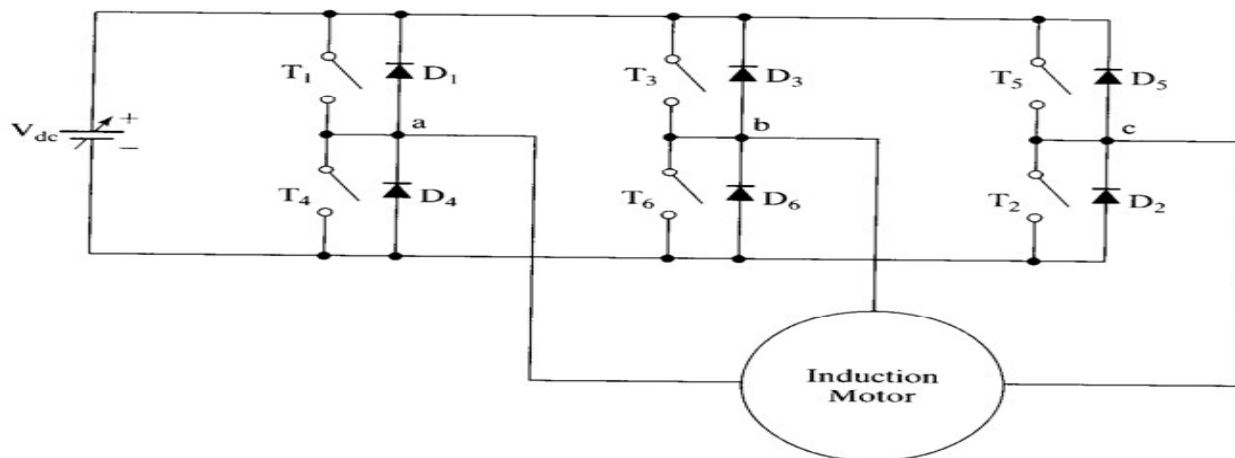 T1
D1
T3
D3
T5
D5
Vdc
+
−
a
b
c
T4
D4
T6
D6
T2
D2
Induction
Motor